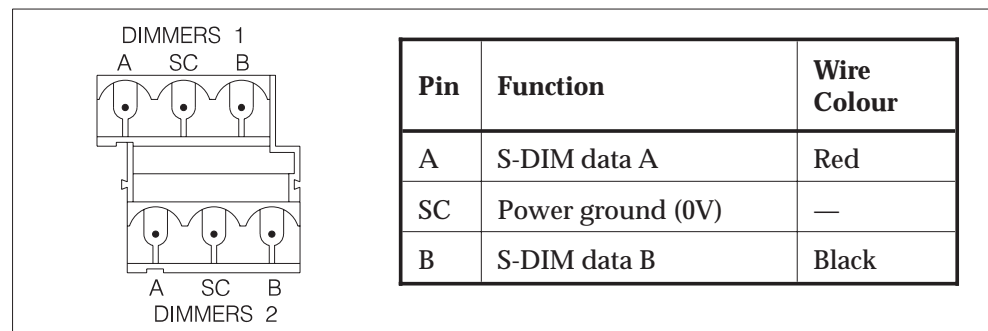 DIMMERS 1
A SC B
A SC B
DIMMERS 2
Pin Function Wire Colour
A S-DIM data A Red
SC Power ground (0V) —
B S-DIM data B Black